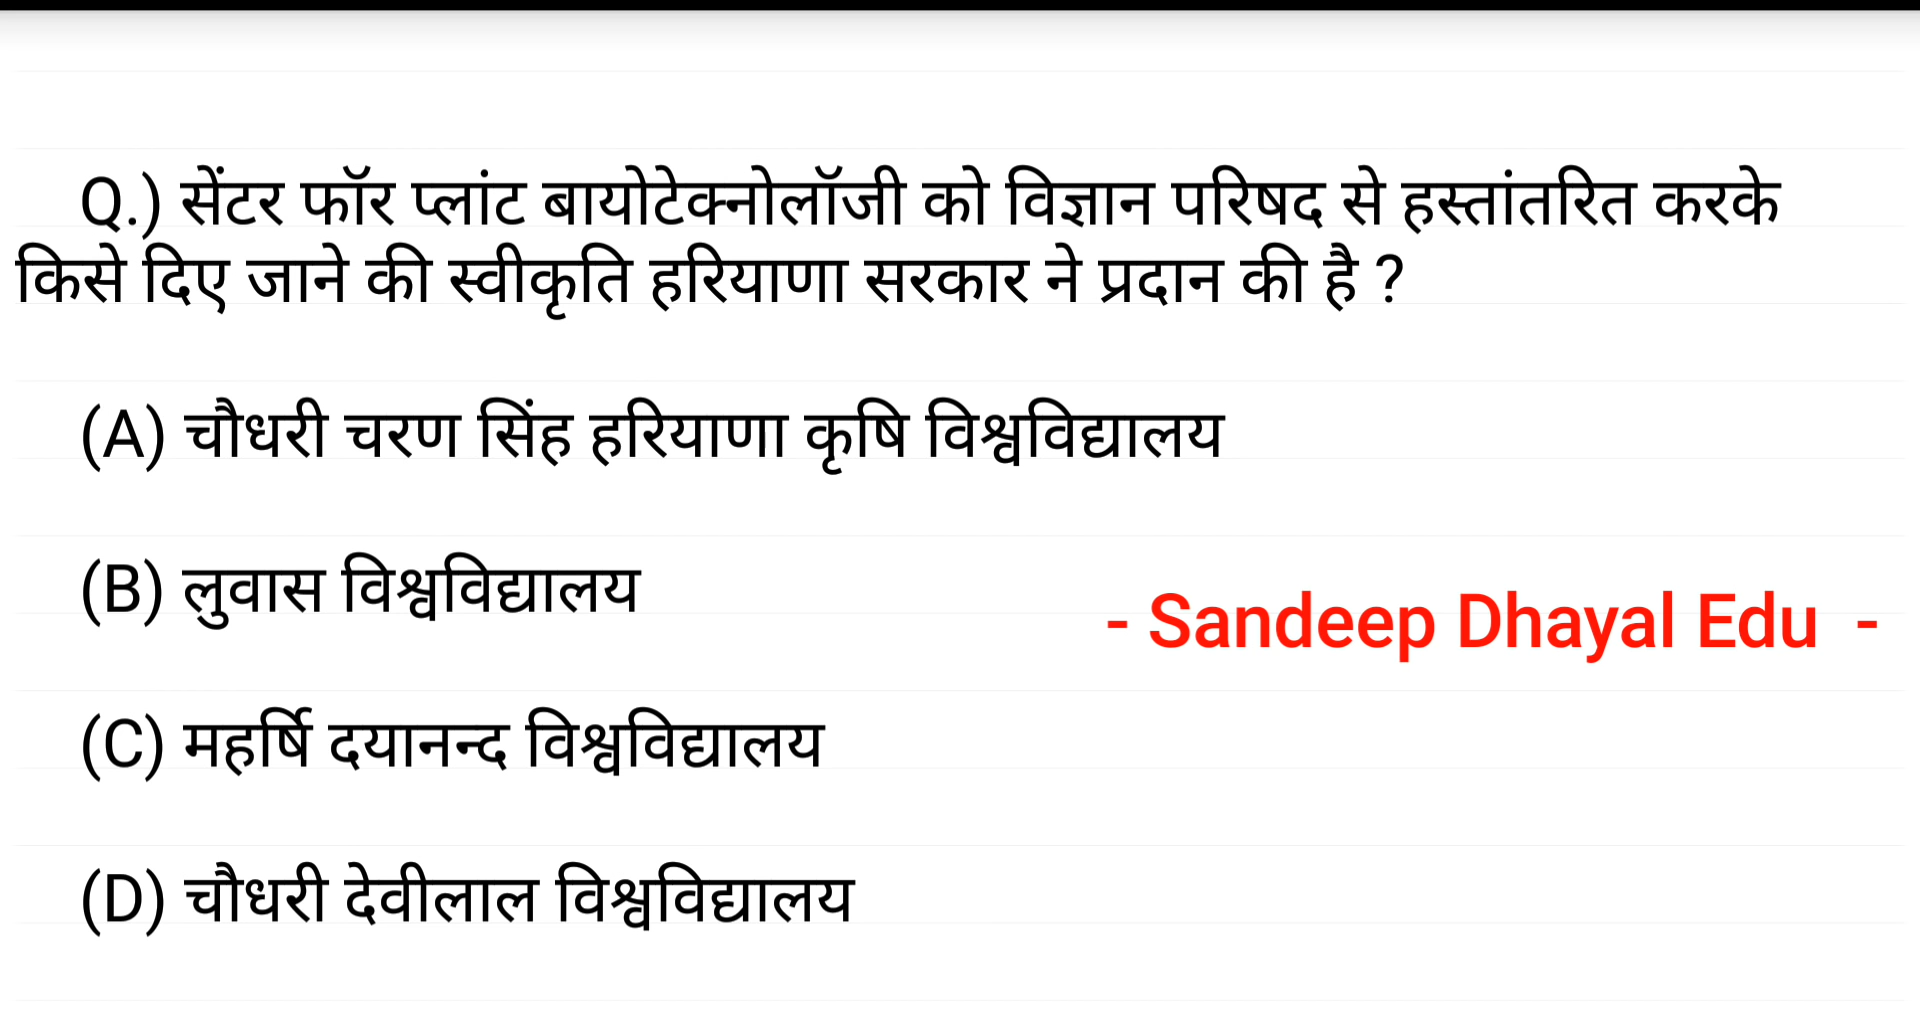 Q.) सेंटर फॉर प्लांट बायोटेक्नोलॉजी को विज्ञान परिषद से हस्तांतरित करके
किसे दिए जाने की स्वीकृति हरियाणा सरकार ने प्रदान की है ?
(A) चौधरी चरण सिंह हरियाणा कृषि विश्वविद्यालय
(B) लुवास विश्वविद्यालय
- Sandeep Dhayal Edu -
(C) महर्षि दयानन्द विश्वविद्यालय
(D) चौधरी देवीलाल विश्वविद्यालय